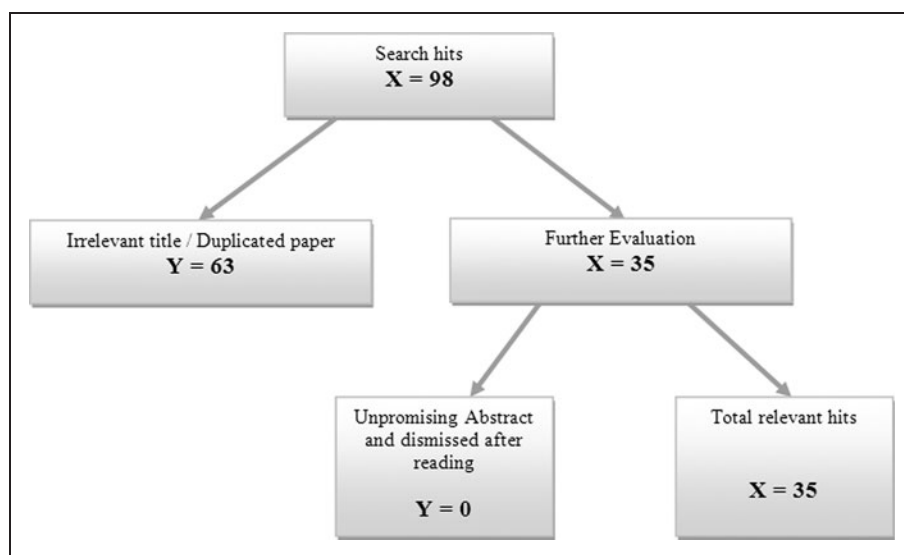 Search hits
X = 98
Irrelevant title / Duplicated paper
Y = 63
Further Evaluation
X = 35
Unpromising Abstract
and dismissed after
reading
Y = 0
Total relevant hits
X = 35